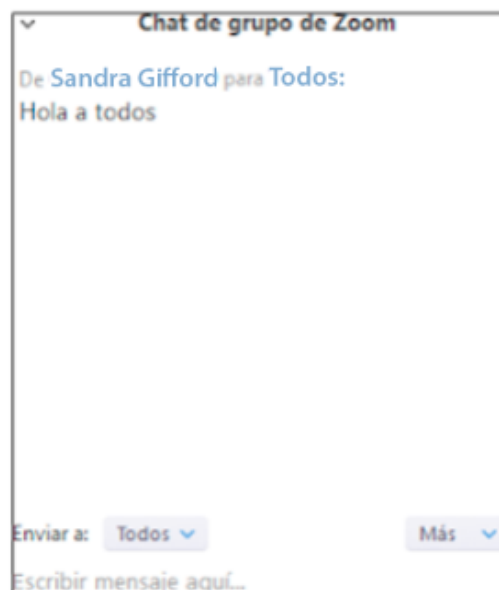 Chat de grupo de Zoom
De Sandra Gifford para Todos:
Hola a todos
Enviar a: Todos Más
Escribir mensaje aquí...